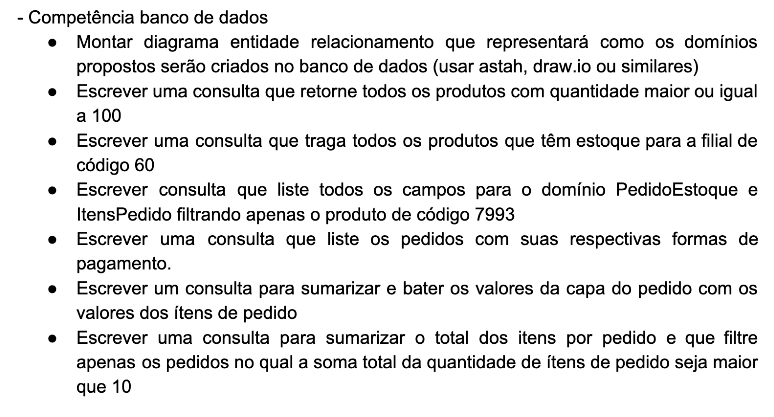 - Competência banco de dados
● Montar diagrama entidade relacionamento que representará como os domínios
propostos serão criados no banco de dados (usar astah, draw.io ou similares)
● Escrever uma consulta que retorne todos os produtos com quantidade maior ou igual
a 100
● Escrever uma consulta que traga todos os produtos que têm estoque para a filial de
código 60
● Escrever consulta que liste todos os campos para o domínio PedidoEstoque e
ItensPedido filtrando apenas o produto de código 7993
● Escrever uma consulta que liste os pedidos com suas respectivas formas de
pagamento.
● Escrever um consulta para sumarizar e bater os valores da capa do pedido com os
valores dos ítens de pedido
● Escrever uma consulta para sumarizar o total dos itens por pedido e que filtre
apenas os pedidos no qual a soma total da quantidade de ítens de pedido seja maior
que 10